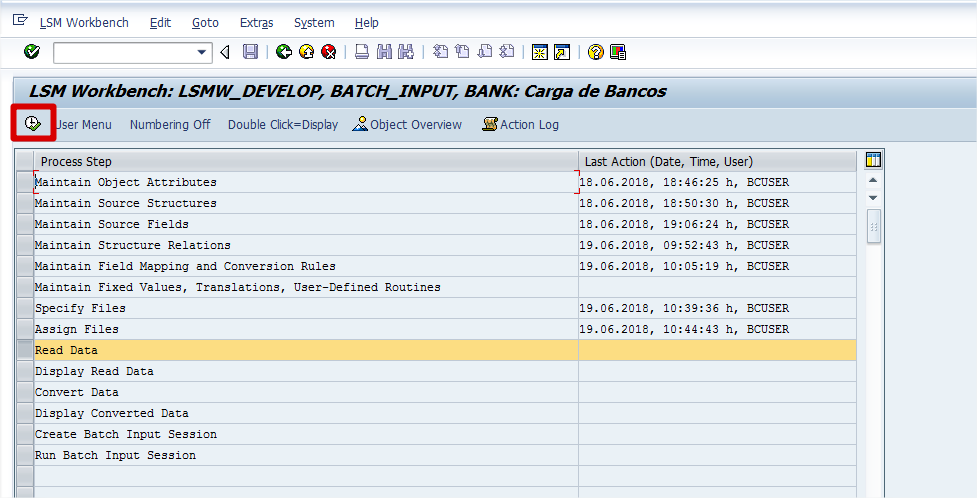 LSM Workbench Edit Goto Extras System Help
LSM Workbench: LSMW_DEVELOP, BATCH_INPUT, BANK: Carga de Bancos
User Menu Numbering Off Double Click=Display Object Overview Action Log
Process Step Last Action (Date, Time, User)
Maintain Object Attributes 18.06.2018, 18:46:25 h, BCUSER
Maintain Source Structures 18.06.2018, 18:50:30 h, BCUSER
Maintain Source Fields 18.06.2018, 19:06:24 h, BCUSER
Maintain Structure Relations 19.06.2018, 09:52:43 h, BCUSER
Maintain Field Mapping and Conversion Rules 19.06.2018, 10:05:19 h, BCUSER
Maintain Fixed Values, Translations, User-Defined Routines
Specify Files 19.06.2018, 10:39:36 h, BCUSER
Assign Files 19.06.2018, 10:44:43 h, BCUSER
Read Data
Display Read Data
Convert Data
Display Converted Data
Create Batch Input Session
Run Batch Input Session